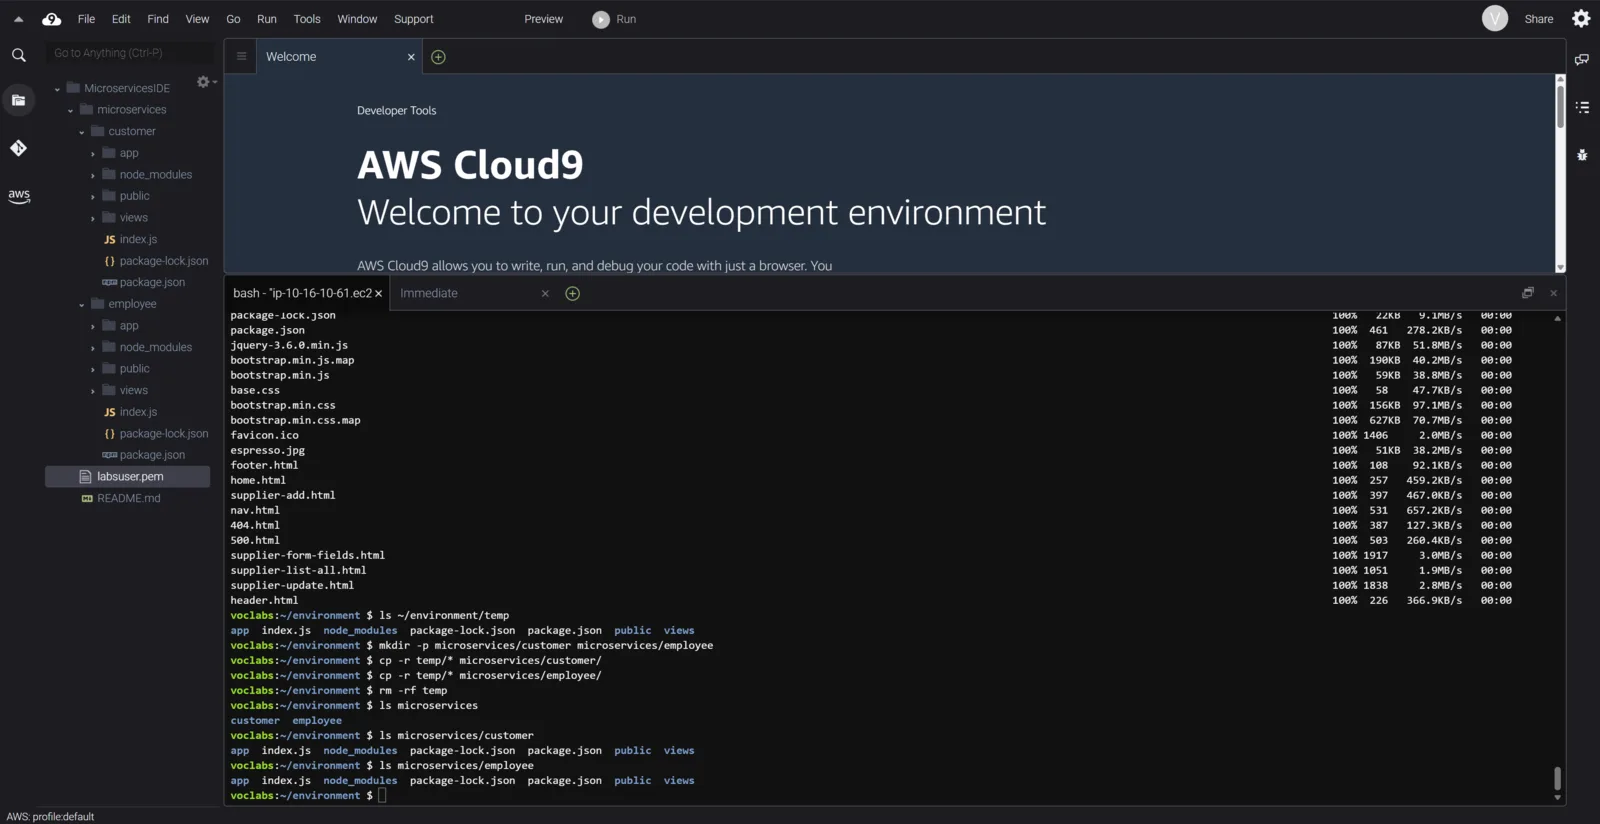 File Edit Find View Go Run Tools Window Support Preview Run V Share
Go to Anything (Ctrl-P)
Welcome
MicroservicesIDE
microservices
customer
app
node_modules
public
views
JS index.js
{} package-lock.json
package.json
employee
app
node_modules
public
views
JS index.js
{} package-lock.json
package.json
labsuser.pem
README.md
aws
Developer Tools
AWS Cloud9
Welcome to your development environment
AWS Cloud9 allows you to write, run, and debug your code with just a browser. You
bash - "ip-10-16-10-61.ec2 Immediate
package-lock.json 100% 22KB 9.1MB/s 00:00
package.json 100% 461 278.2KB/s 00:00
jquery-3.6.0.min.js 100% 87KB 51.8MB/s 00:00
bootstrap.min.js.map 100% 190KB 40.2MB/s 00:00
bootstrap.min.js 100% 59KB 38.8MB/s 00:00
base.css 100% 58 47.7KB/s 00:00
bootstrap.min.css 100% 156KB 97.1MB/s 00:00
bootstrap.min.css.map 100% 627KB 70.7MB/s 00:00
favicon.ico 100% 1406 2.0MB/s 00:00
espresso.jpg 100% 51KB 38.2MB/s 00:00
footer.html 100% 108 92.1KB/s 00:00
home.html 100% 257 459.2KB/s 00:00
supplier-add.html 100% 397 467.0KB/s 00:00
nav.html 100% 531 657.2KB/s 00:00
404.html 100% 387 127.3KB/s 00:00
500.html 100% 503 260.4KB/s 00:00
supplier-form-fields.html 100% 1917 3.0MB/s 00:00
supplier-list-all.html 100% 1051 1.9MB/s 00:00
supplier-update.html 100% 1838 2.8MB/s 00:00
header.html 100% 226 366.9KB/s 00:00
voclabs:~/environment $ ls ~/environment/temp
app index.js node_modules package-lock.json package.json public views
voclabs:~/environment $ mkdir -p microservices/customer microservices/employee
voclabs:~/environment $ cp -r temp/* microservices/customer/
voclabs:~/environment $ cp -r temp/* microservices/employee/
voclabs:~/environment $ rm -rf temp
voclabs:~/environment $ ls microservices
customer employee
voclabs:~/environment $ ls microservices/customer
app index.js node_modules package-lock.json package.json public views
voclabs:~/environment $ ls microservices/employee
app index.js node_modules package-lock.json package.json public views
voclabs:~/environment $
AWS: profile:default